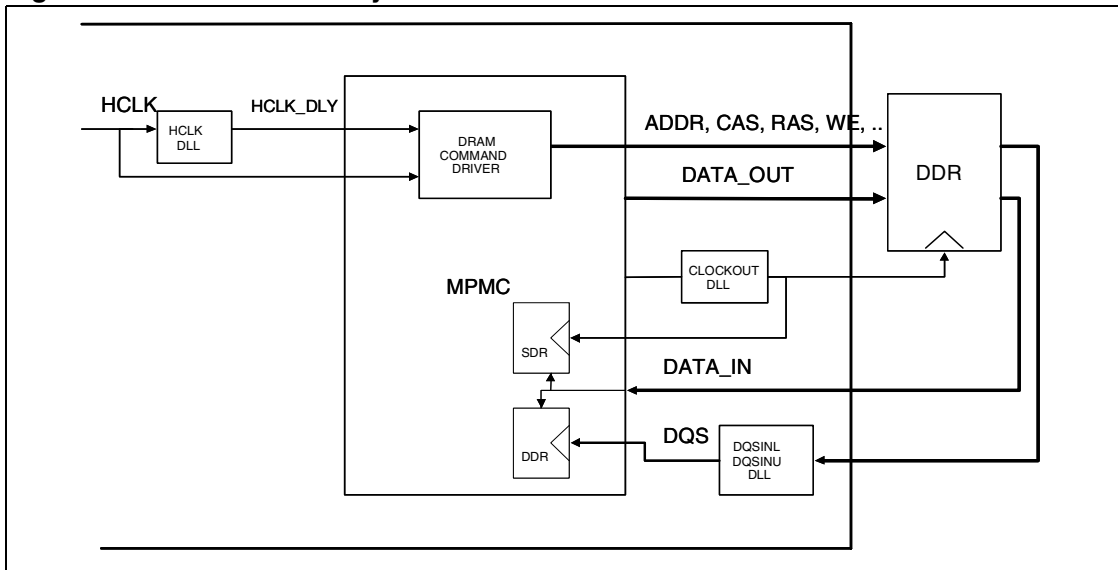 HCLK
HCLK
DLL
HCLK_DLY
DRAM
COMMAND
DRIVER
ADDR, CAS, RAS, WE, ..
DATA_OUT
DDR
CLOCKOUT
DLL
MPMC
SDR
DATA_IN
DDR
DQS
DQSINL
DQSINU
DLL